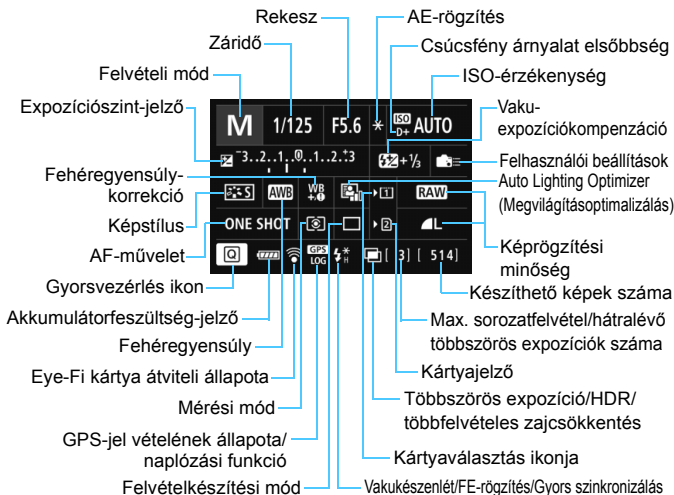 Rekesz
AE-rögzítés
Záridő
Csúcsfény árnyalat elsőbbség
Felvételi mód
ISO-érzékenység
Expozíciószint-jelző
Vaku-
expozíciókompenzáció
M 1/125 F5.6 * ISO D+ AUTO
-3..2..1..0..1..2.+3 +1/3
Felhasználói beállítások
Fehéregyensúly-
korrekció
Auto Lighting Optimizer
(Megvilágításoptimalizálás)
S AWB WB +/- 1 RAW
Képstílus
ONE SHOT 2 L
AF-művelet
Képrögzítési
minőség
Q GPS LOG H [ 3] [ 514]
Gyorsvezérlés ikon
Készíthető képek száma
Akkumulátorfeszültség-jelző
Max. sorozatfelvétel/hátralévő
többszörös expozíciók száma
Fehéregyensúly
Eye-Fi kártya átviteli állapota
Kártyajelző
Mérési mód
Többszörös expozíció/HDR/
többfelvételes zajcsökkentés
GPS-jel vételének állapota/
naplózási funkció
Kártyaválasztás ikonja
Felvételkészítési mód
Vakukészenlét/FE-rögzítés/Gyors szinkronizálás